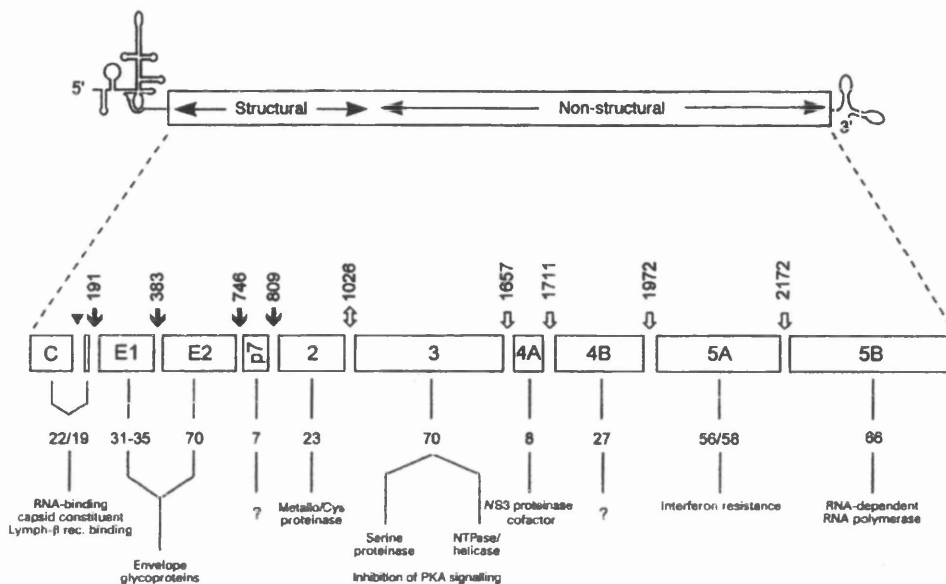 5'
Structural
Non-structural
3'
191
383
746
809
1026
1657
1711
1972
2172
C
E1
E2
p7
2
3
4A
4B
5A
5B
22/19
31-35
70
7
23
70
8
27
56/58
66
RNA-binding
capsid constituent
Lymph-β rec. binding
Envelope
glycoproteins
?
Metallo/Cys
proteinase
Serine
proteinase
NTPase/
helicase
Inhibition of PKA signalling
NS3 proteinase
cofactor
?
Interferon resistance
RNA-dependent
RNA polymerase